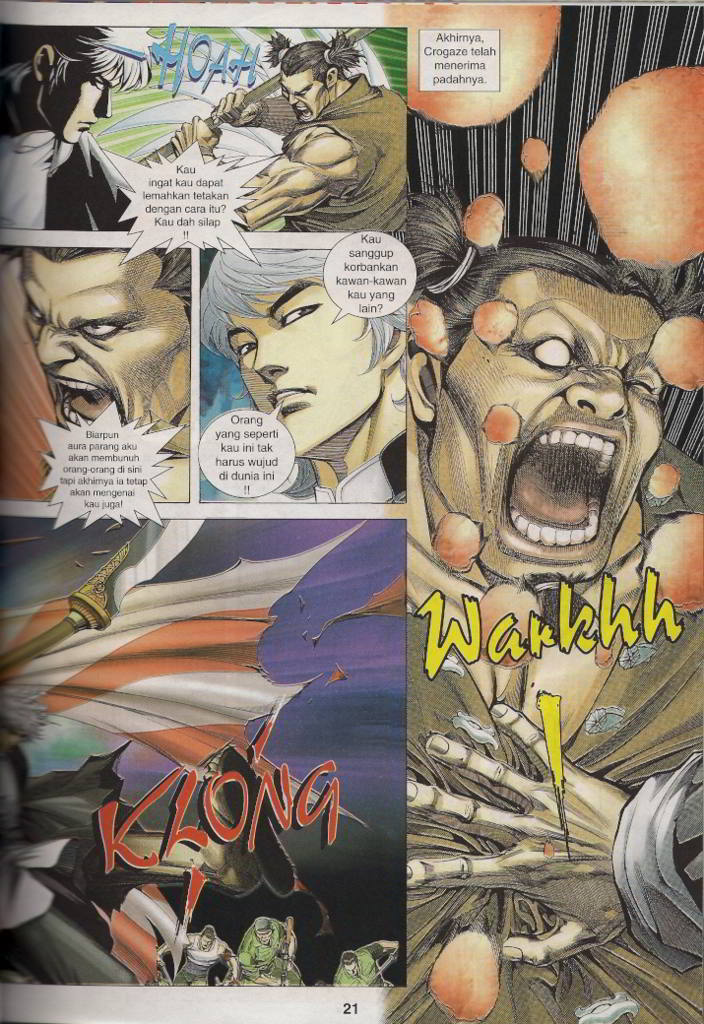 HOAH
Kau
ingat kau dapat
lemahkan tetakan
dengan cara itu?
Kau dah silap
!!
Biarpun
aura parang aku
akan membunuh
orang-orang di sini
tapi akhirnya ia tetap
akan mengenai
kau juga!
Kau
sanggup
korbankan
kawan-kawan
kau yang
lain?
Orang
yang seperti
kau ini tak
harus wujud
di dunia ini
!!
KLONG
!
Akhirnya,
Crogaze telah
menerima
padahnya.
Warkhh
!
21